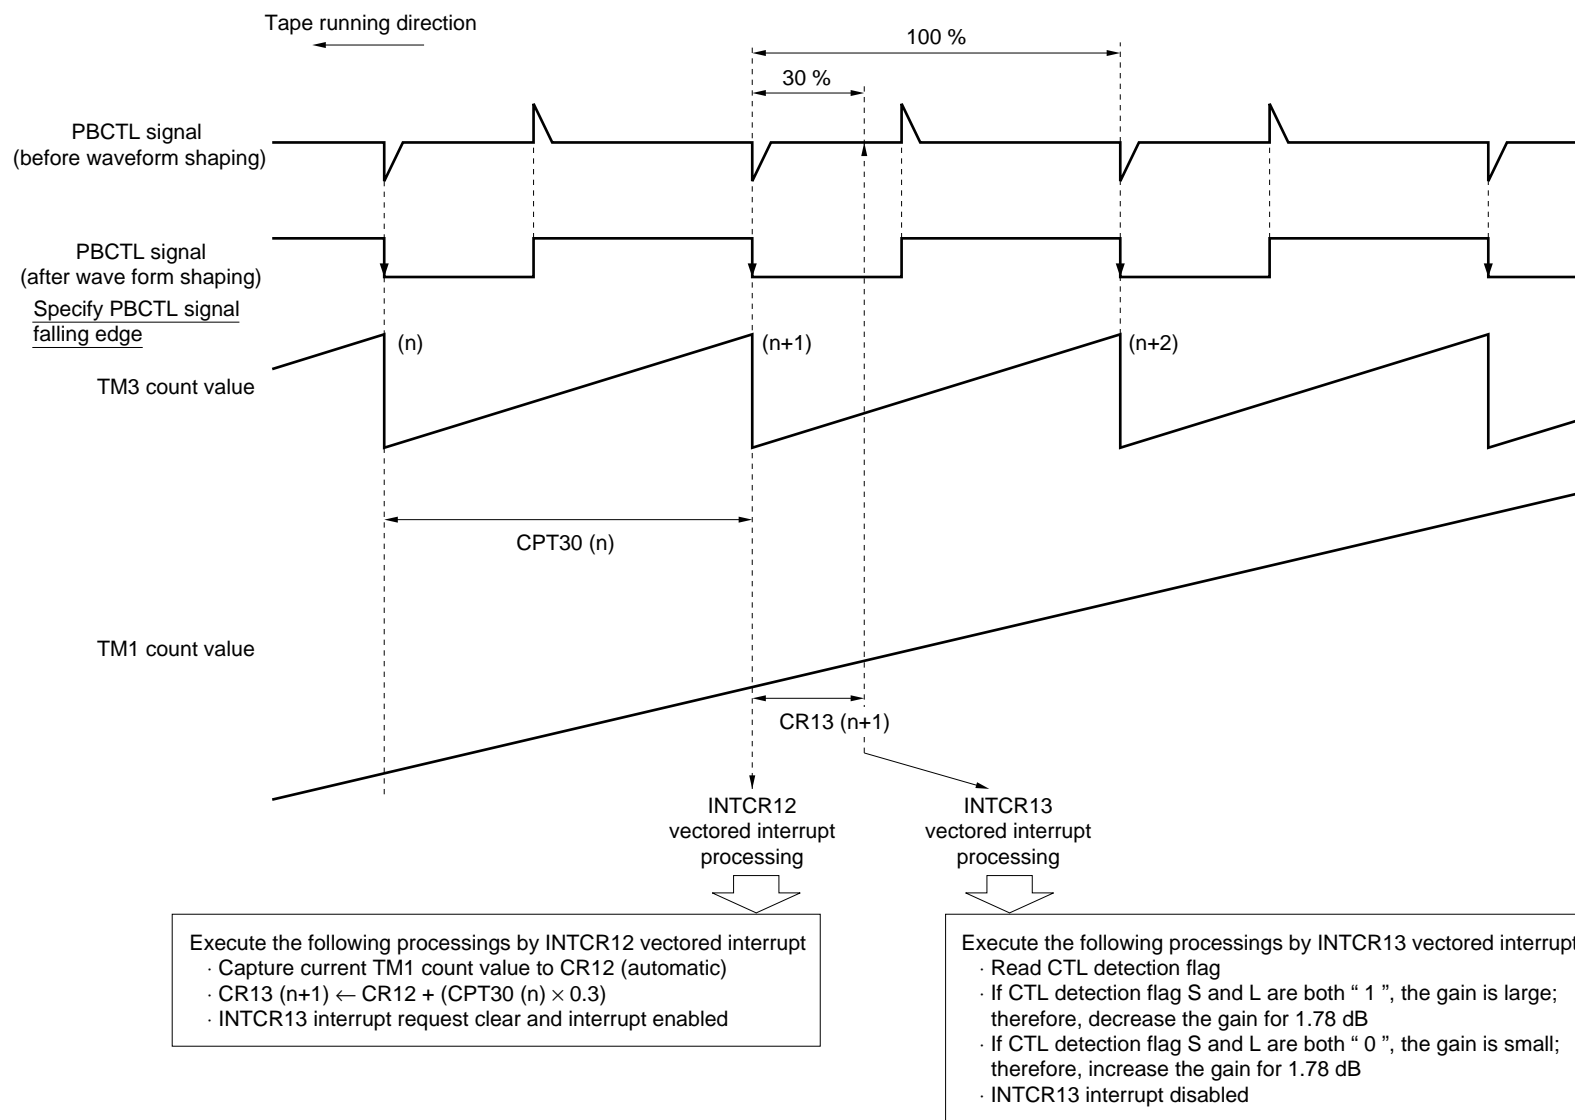 Tape running direction
100 %
30 %
PBCTL signal
(before waveform shaping)
PBCTL signal
(after wave form shaping)
Specify PBCTL signal
falling edge
(n)
(n+1)
(n+2)
TM3 count value
CPT30 (n)
TM1 count value
CR13 (n+1)
INTCR12
vectored interrupt
processing
INTCR13
vectored interrupt
processing
Execute the following processings by INTCR12 vectored interrupt
· Capture current TM1 count value to CR12 (automatic)
· CR13 (n+1) ← CR12 + (CPT30 (n) × 0.3)
· INTCR13 interrupt request clear and interrupt enabled
Execute the following processings by INTCR13 vectored interrupt
· Read CTL detection flag
· If CTL detection flag S and L are both “ 1 ”, the gain is large;
therefore, decrease the gain for 1.78 dB
· If CTL detection flag S and L are both “ 0 ”, the gain is small;
therefore, increase the gain for 1.78 dB
· INTCR13 interrupt disabled